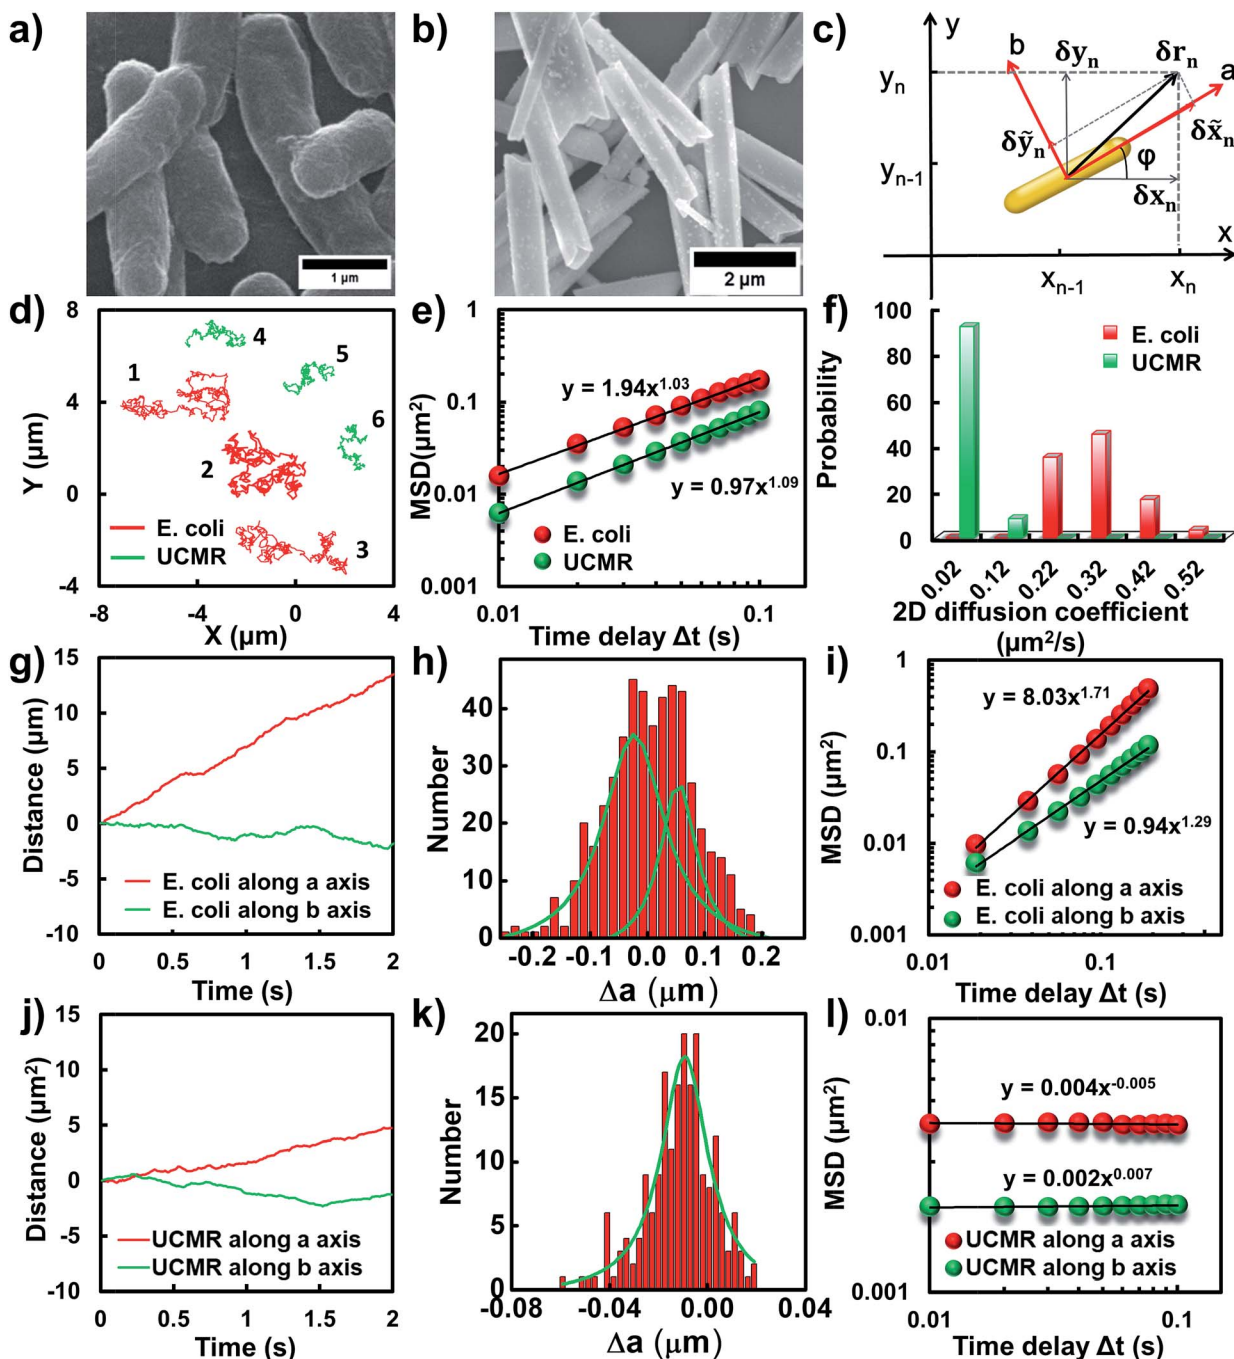 a)
1 µm
b)
2 µm
c)
y
b
δyₙ
δrₙ
a
yₙ
δx̃ₙ
δỹₙ
φ
yₙ₋₁
δxₙ
x
xₙ₋₁
xₙ
d)
8
4
0
-4
Y (µm)
1
2
3
4
5
6
E. coli
UCMR
-8
-4
0
4
X (µm)
e)
1
0.1
0.01
0.001
MSD(µm²)
y = 1.94x¹·⁰³
y = 0.97x¹·⁰⁹
E. coli
UCMR
0.01
0.1
Time delay Δt (s)
f)
100
80
60
40
20
0
Probability
E. coli
UCMR
0.02
0.12
0.22
0.32
0.42
0.52
2D diffusion coefficient
(µm²/s)
g)
15
10
5
0
-5
-10
Distance (µm)
E. coli along a axis
E. coli along b axis
0
0.5
1
1.5
2
Time (s)
h)
40
30
20
10
0
Number
-0.2
-0.1
0.0
0.1
0.2
Δa (µm)
i)
1
0.1
0.01
0.001
MSD (µm²)
y = 8.03x¹·⁷¹
y = 0.94x¹·²⁹
E. coli along a axis
E. coli along b axis
0.01
0.1
Time delay Δt (s)
j)
15
10
5
0
-5
-10
Distance (µm²)
UCMR along a axis
UCMR along b axis
0
0.5
1
1.5
2
Time (s)
k)
20
15
10
5
0
Number
-0.08
-0.04
0.00
0.04
Δa (µm)
l)
0.01
0.001
MSD (µm²)
y = 0.004x⁻⁰·⁰⁰⁵
y = 0.002x⁰·⁰⁰⁷
UCMR along a axis
UCMR along b axis
0.01
0.1
Time delay Δt (s)